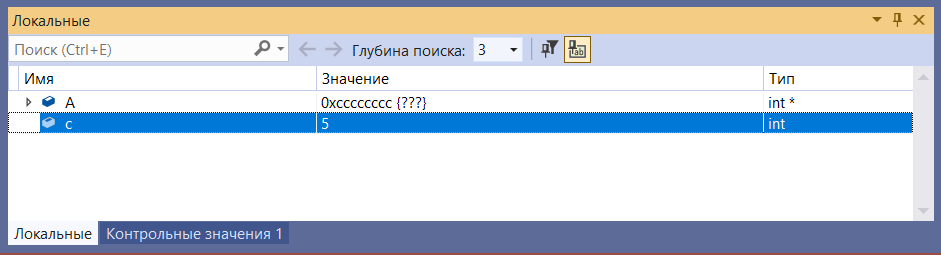 Локальные
Поиск (Ctrl+E) Глубина поиска: 3
Имя Значение Тип
A 0xcccccccc {???} int *
c 5 int
Локальные Контрольные значения 1